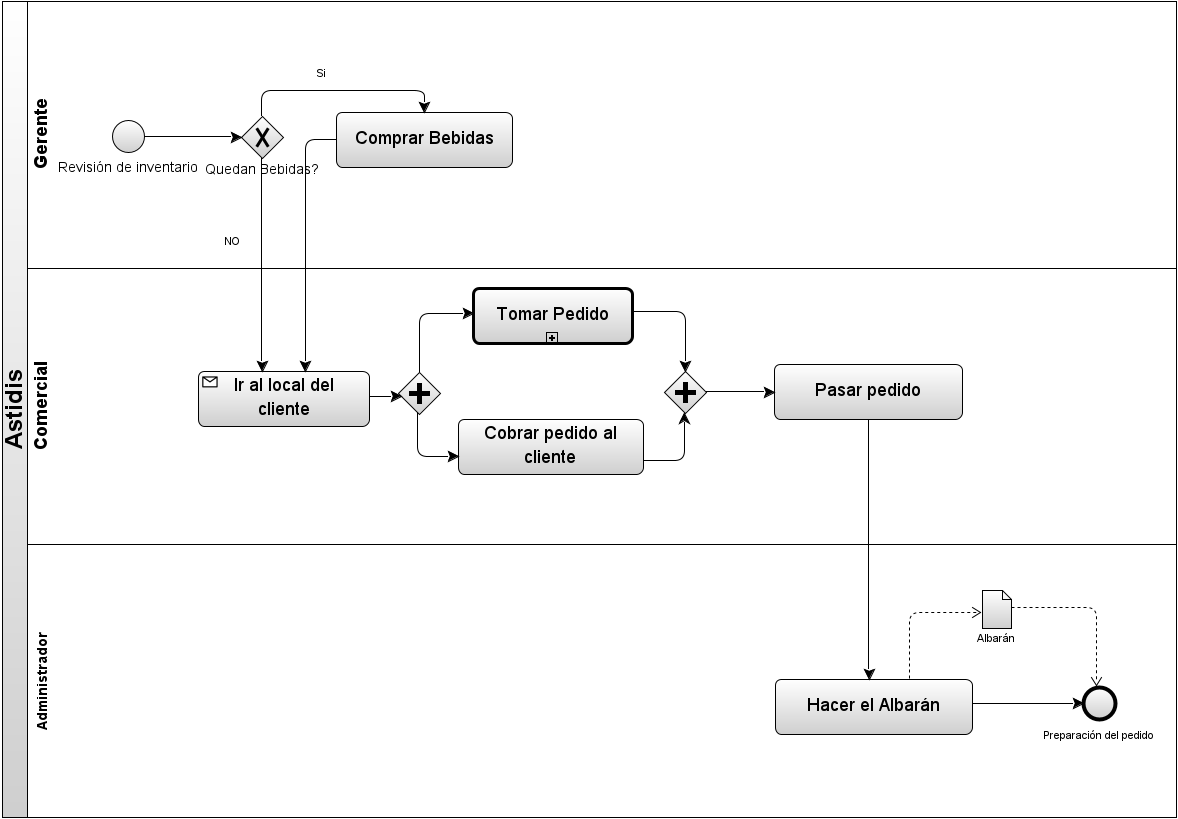 Astidis
Gerente
Si
Comprar Bebidas
Revisión de inventario
Quedan Bebidas?
NO
Comercial
Tomar Pedido
Ir al local del
cliente
Cobrar pedido al
cliente
Pasar pedido
Administrador
Albarán
Hacer el Albarán
Preparación del pedido